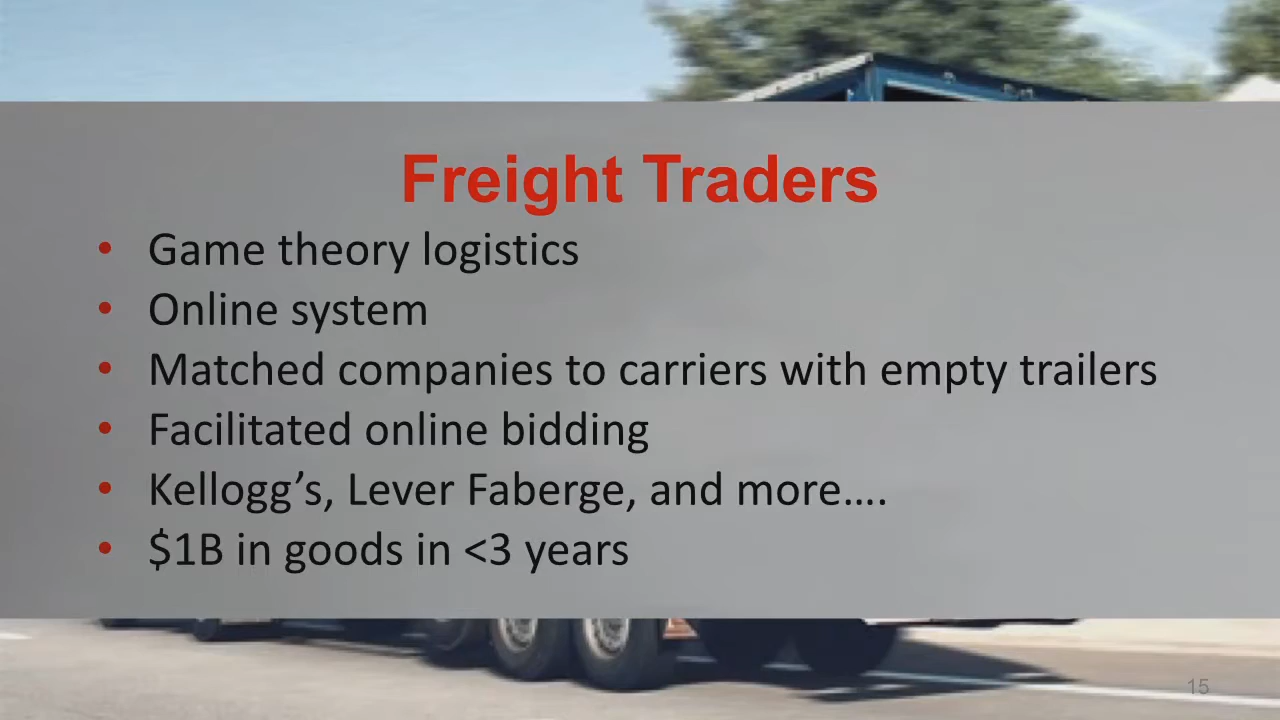 Freight Traders
• Game theory logistics
• Online system
• Matched companies to carriers with empty trailers
• Facilitated online bidding
• Kellogg’s, Lever Faberge, and more….
• $1B in goods in <3 years
15